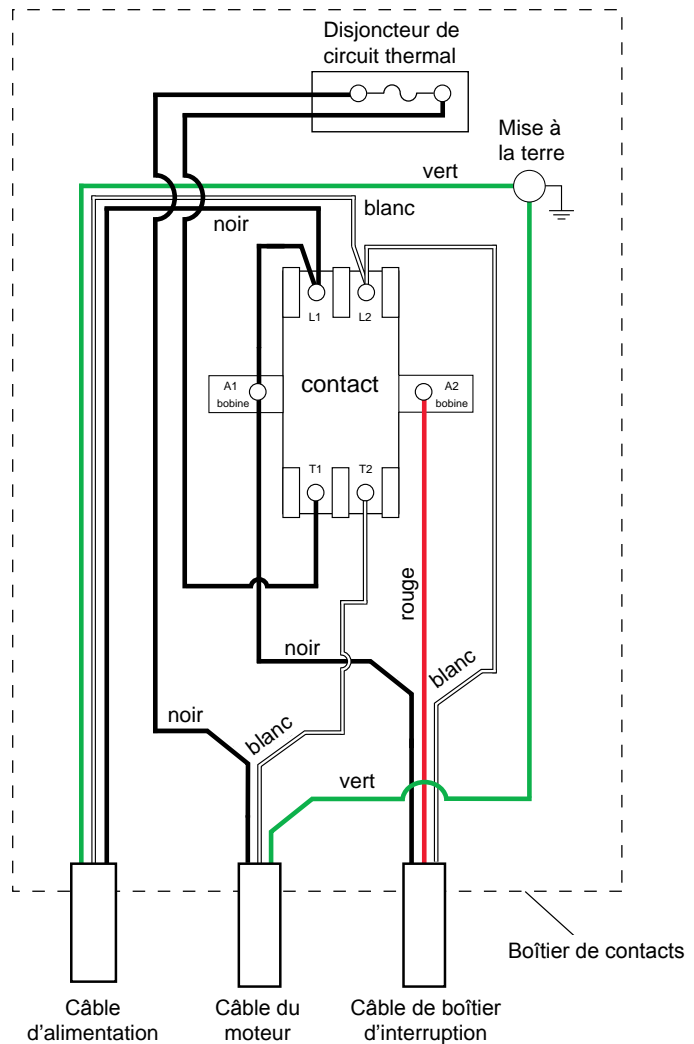 Disjoncteur de
circuit thermal
Mise à
la terre
vert
blanc
noir
L1
L2
A1
bobine
contact
A2
bobine
T1
T2
rouge
noir
blanc
noir
blanc
vert
Boîtier de contacts
Câble
d'alimentation
Câble du
moteur
Câble de boîtier
d'interruption